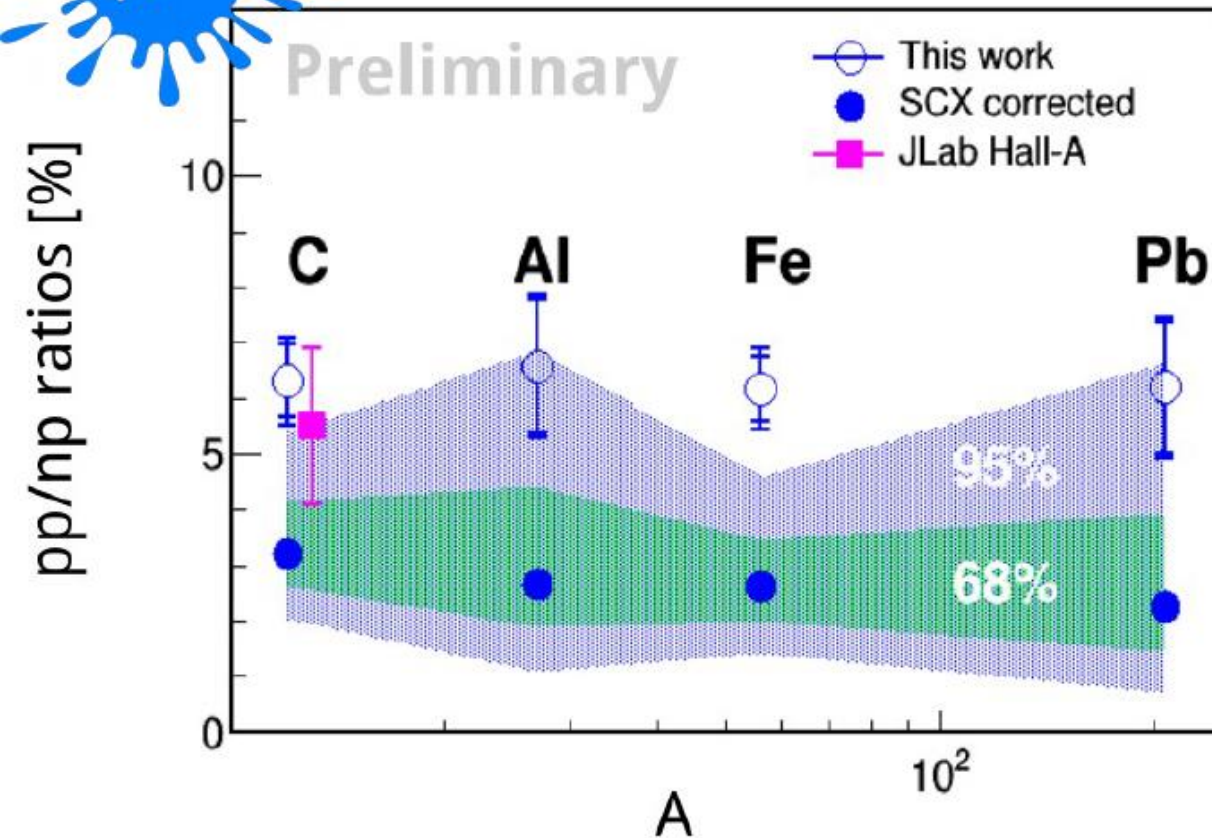 Preliminary
This work
SCX corrected
JLab Hall-A
pp/np ratios [%]
10
5
0
C Al Fe Pb
95%
68%
10²
A